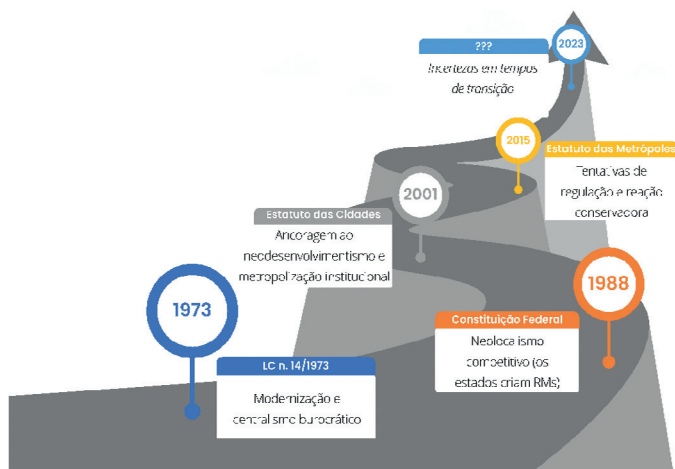 2023
???
Incertezas em tempos
de transição
2015
Estatuto das Metrópoles
Tentativas de
regulação e reação
conservadora
2001
Estatuto das Cidades
Ancoragem ao
neodesenvolvimentismo e
metropolização institucional
1988
Constituição Federal
Neolocalismo
competitivo (os
estados criam RMs)
1973
LC n. 14/1973
Modernização e
centralismo burocrático